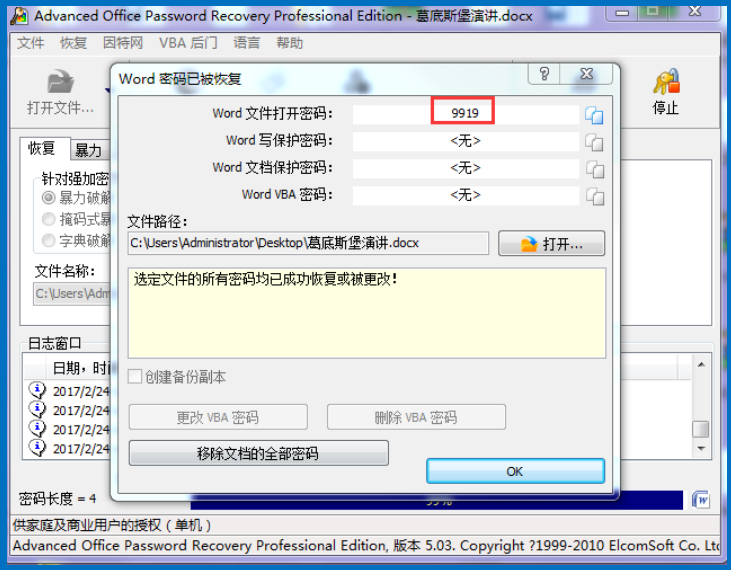 Advanced Office Password Recovery Professional Edition - 葛底斯堡演讲.docx
文件 恢复 因特网 VBA 后门 语言 帮助
Word 密码已被恢复
打开文件...
停止
Word 文件打开密码： 9919
Word 写保护密码： <无>
Word 文档保护密码： <无>
Word VBA 密码： <无>
恢复 暴力
针对强加密
暴力破解
掩码式暴
字典破解
文件路径：
C:\Users\Administrator\Desktop\葛底斯堡演讲.docx
打开...
文件名称：
C:\Users\Adm
选定文件的所有密码均已成功恢复或被更改！
日志窗口
日期，时间
2017/2/24
2017/2/24
2017/2/24
2017/2/24
创建备份副本
更改 VBA 密码 删除 VBA 密码
移除文档的全部密码
OK
密码长度 = 4
99%
供家庭及商业用户的授权（单机）
Advanced Office Password Recovery Professional Edition, 版本 5.03. Copyright ?1999-2010 ElcomSoft Co. Ltd